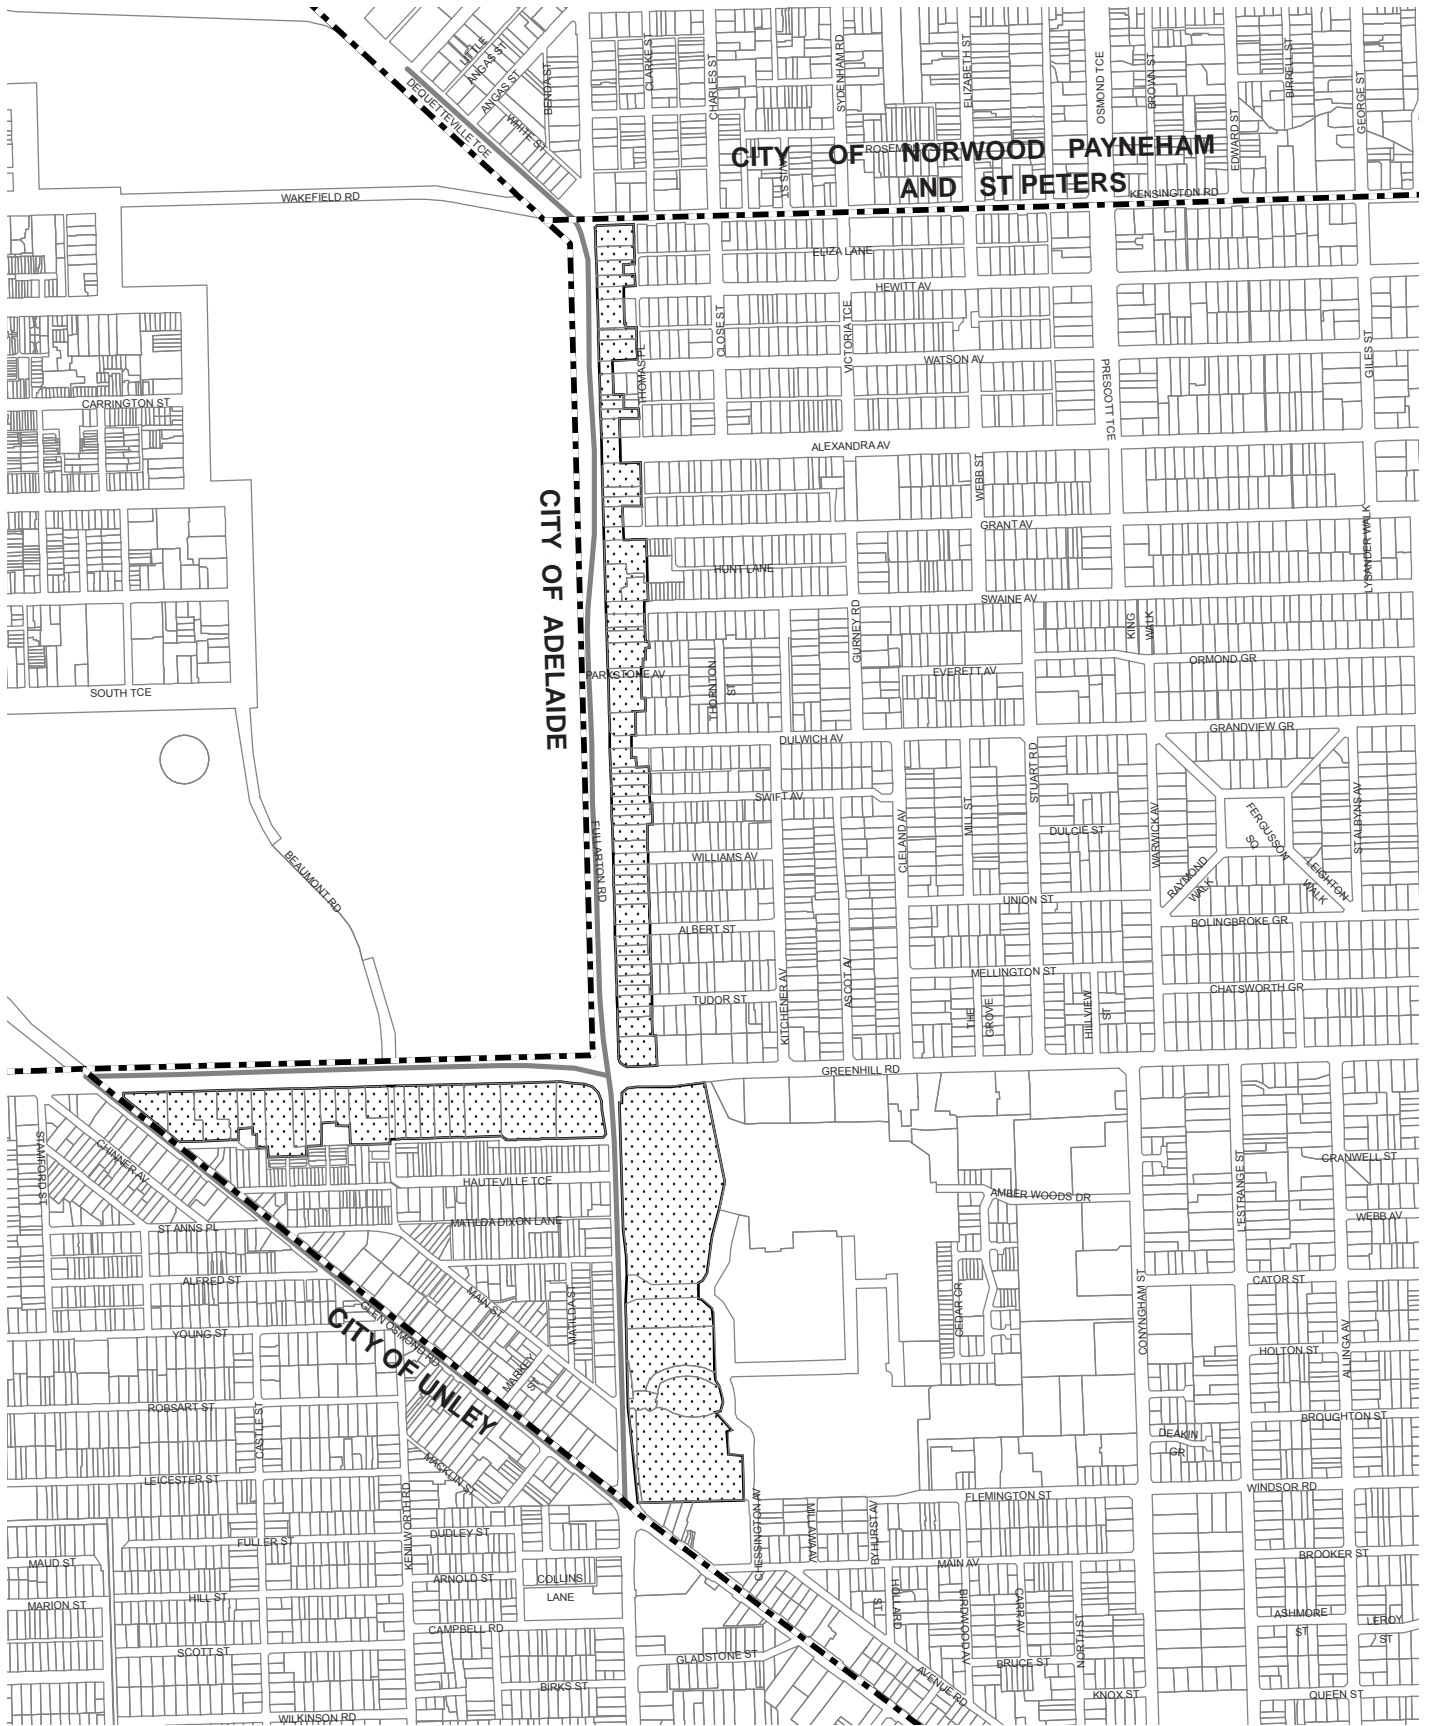 LITTLE
ANGAS ST
ANGAS ST
BENDA ST
CLARKE ST
CHARLES ST
SYDENHAM RD
ELIZABETH ST
OSMOND TCE
BROWN ST
BIRRELL ST
GEORGE ST
DEQUETTEVILLE TCE
WHITE ST
EDWARD ST
CITY OF NORWOOD PAYNEHAM
AND ST PETERS
WAKEFIELD RD
KENSINGTON RD
ELIZA LANE
HEWITT AV
CLOSE ST
VICTORIA TCE
THOMAS PL
WATSON AV
PRESCOTT TCE
GILES ST
CARRINGTON ST
ALEXANDRA AV
WEBB ST
CITY OF ADELAIDE
GRANT AV
LYSANDER WALK
HUNT LANE
SWAINE AV
GURNEY RD
KING
WALK
PARKSTONE AV
THORNTON
ST
EVERETT AV
ORMOND GR
SOUTH TCE
DULWICH AV
GRANDVIEW GR
STUART RD
SWIFT AV
CLELAND AV
MILL ST
DULCIE ST
WARWICK AV
FERGUSSON
SQ
ST ALBYNS AV
FULLARTON RD
WILLIAMS AV
BEAUMONT RD
RAYMOND
WALK
LEIGHTON
WALK
UNION ST
ALBERT ST
BOLINGBROKE GR
MELLINGTON ST
KITCHENER AV
ASCOT AV
TUDOR ST
THE
GROVE
HILLVIEW
ST
CHATSWORTH GR
GREENHILL RD
STAMFORD ST
CHINNER AV
HAUTEVILLE TCE
AMBER WOODS DR
L'ESTRANGE ST
CRANWELL ST
ST ANNS PL
MATILDA DIXON LANE
WEBB AV
ALFRED ST
MAIN ST
MATILDA ST
CEDAR CR
CONYNGHAM ST
CATOR ST
YOUNG ST
GLEN OSMOND RD
CITY OF UNLEY
MARKEY
ST
HOLTON ST
ALLINGA AV
ROBSART ST
CASTLE ST
BROUGHTON ST
DEAKIN
GR
LEICESTER ST
MACKLIN ST
KENILWORTH RD
WINDSOR RD
FLEMINGTON ST
CHESSINGTON AV
MILLAWAY
BYHURST AV
FULLER ST
DUDLEY ST
MAUD ST
MAIN AV
BROOKER ST
ARNOLD ST
COLLINS
LANE
HILL ST
MARION ST
HOLLARD
ST
BIRDWOOD AV
CARR AV
NORTH ST
ASHMORE
ST
LEROY
ST
CAMPBELL RD
SCOTT ST
GLADSTONE ST
BRUCE ST
BIRKS ST
AVENUE RD
KNOX ST
QUEEN ST
WILKINSON RD